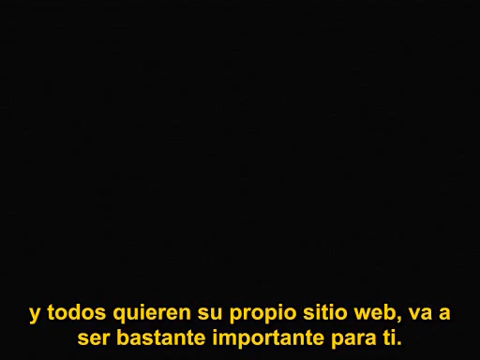 y todos quieren su propio sitio web, va a
ser bastante importante para ti.